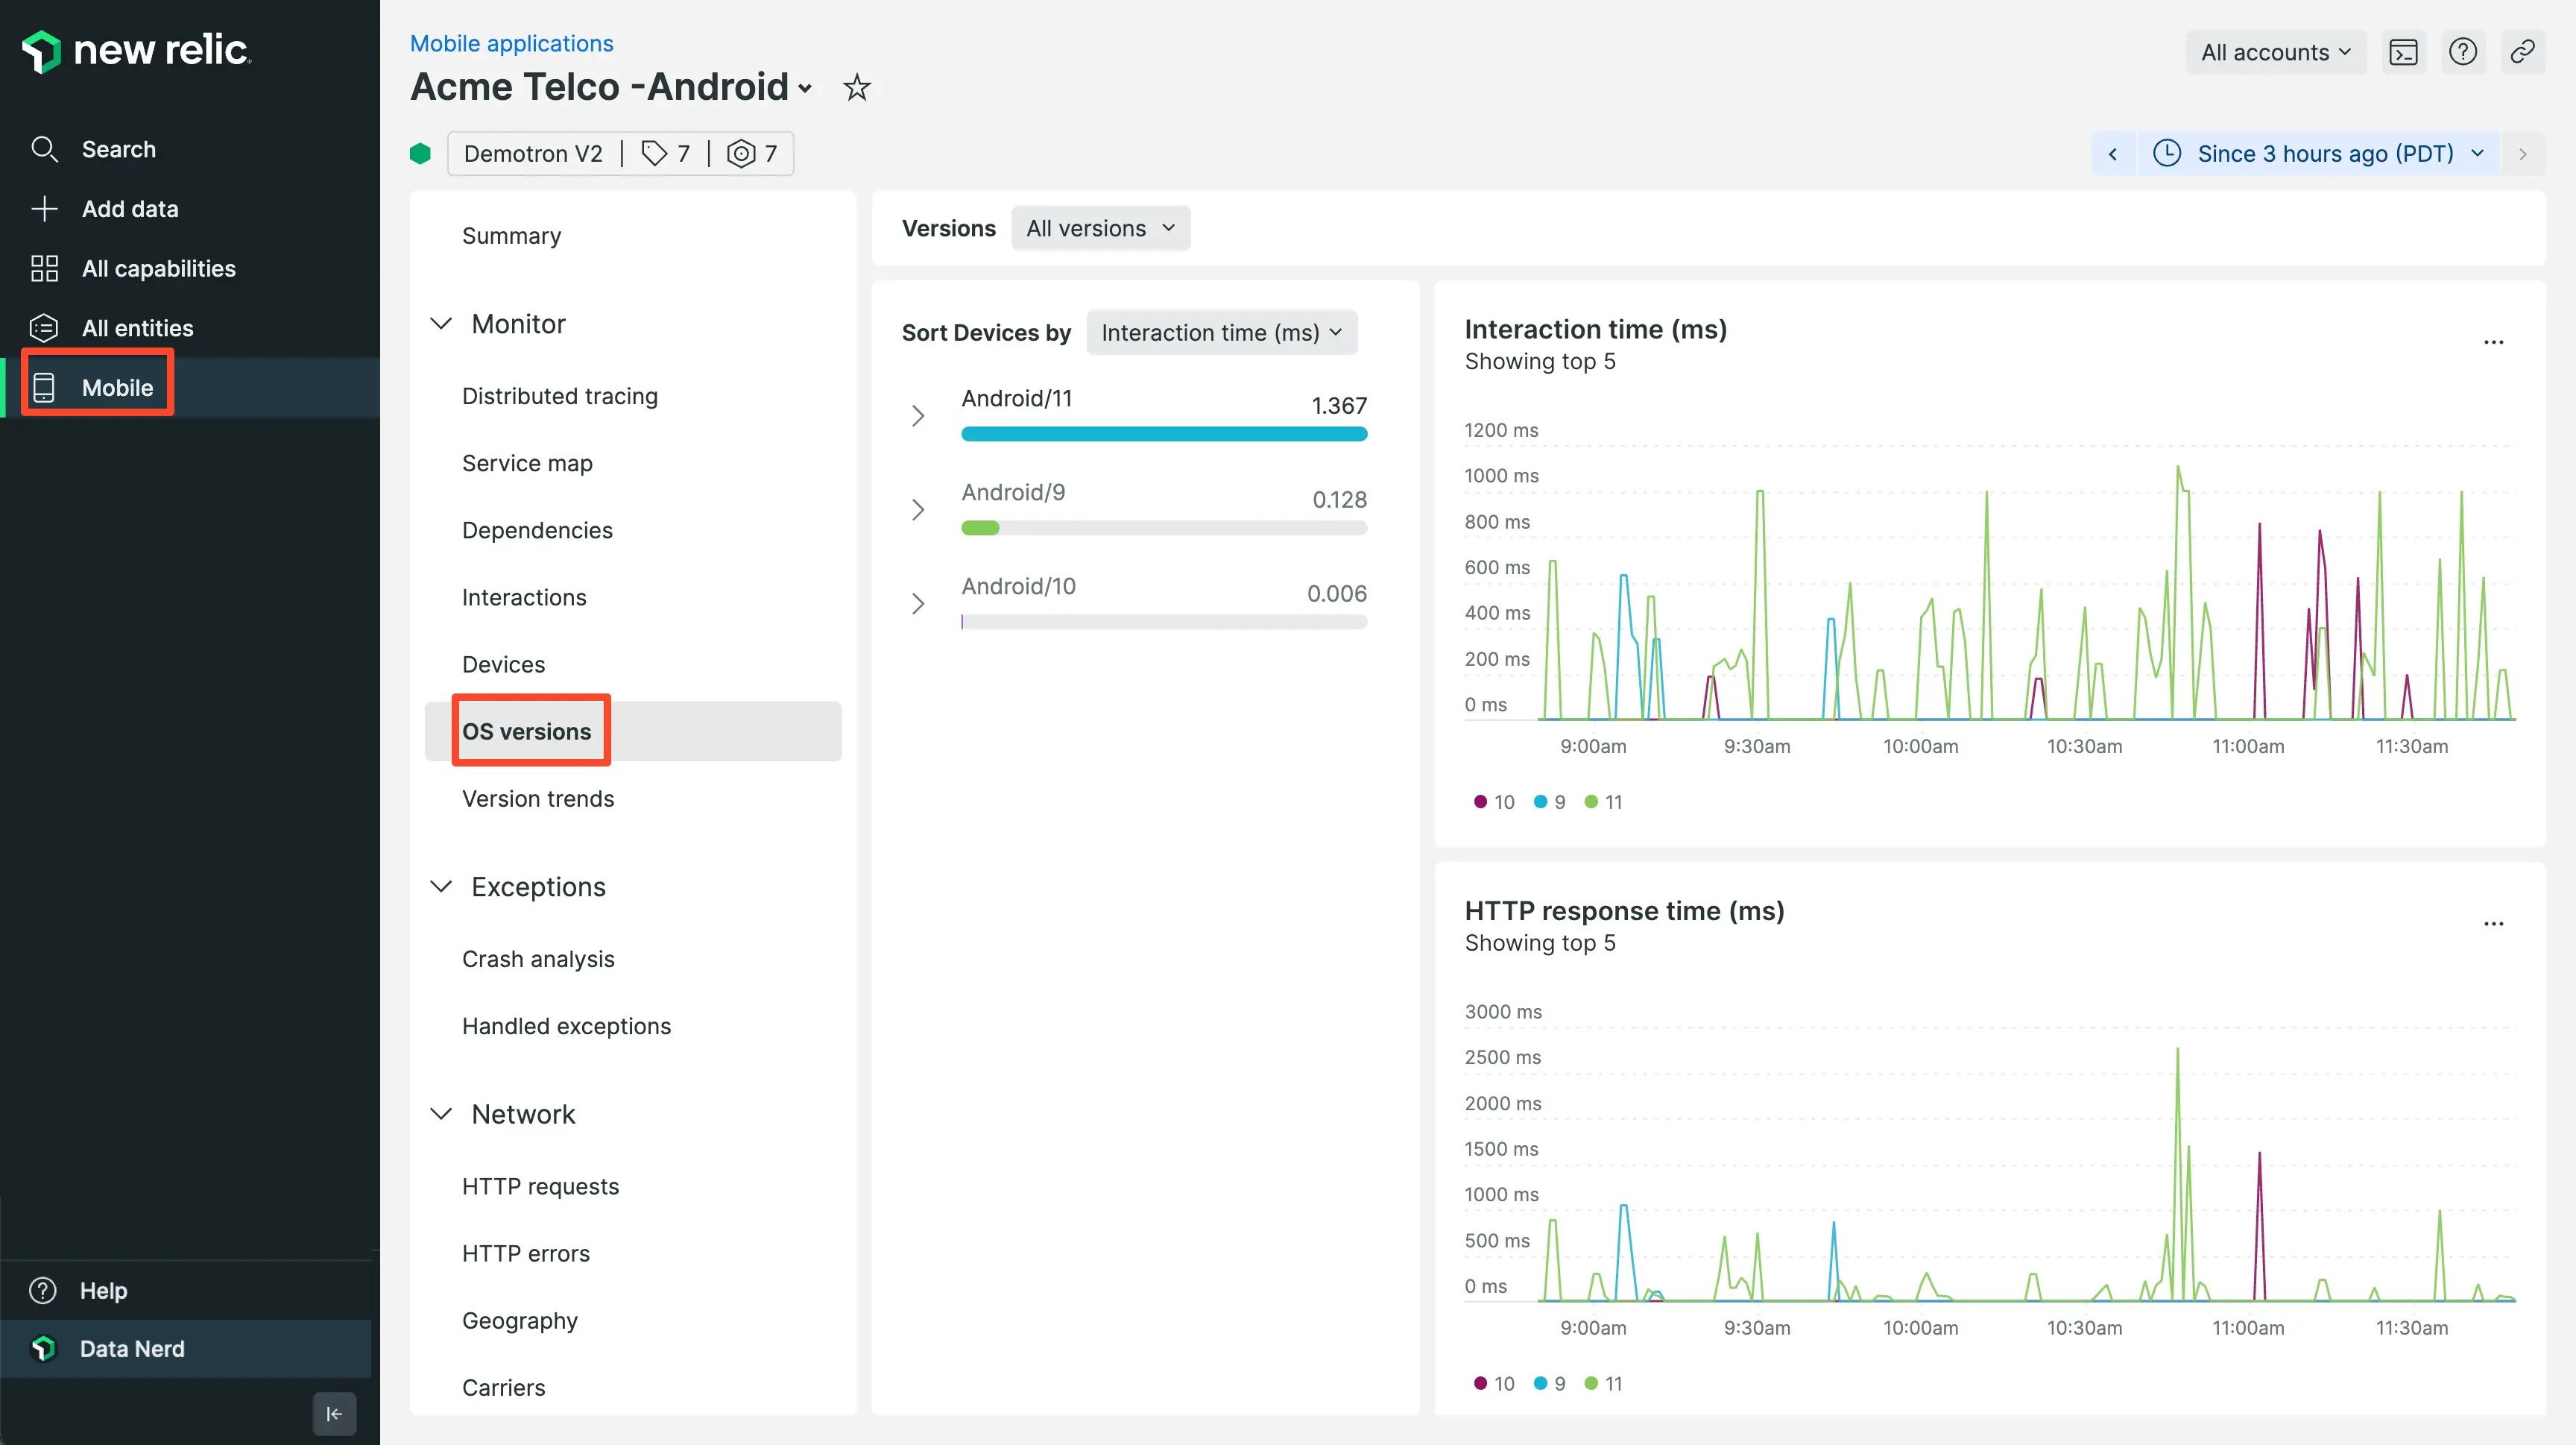 new relic.
Search
Add data
All capabilities
All entities
Mobile
Help
Data Nerd
Mobile applications
Acme Telco -Android
Demotron V2 | 7 | 7
All accounts
Since 3 hours ago (PDT)
Summary
Monitor
Distributed tracing
Service map
Dependencies
Interactions
Devices
OS versions
Version trends
Exceptions
Crash analysis
Handled exceptions
Network
HTTP requests
HTTP errors
Geography
Carriers
Versions All versions
Sort Devices by Interaction time (ms)
Android/11 1.367
Android/9 0.128
Android/10 0.006
Interaction time (ms)
Showing top 5
1200 ms
1000 ms
800 ms
600 ms
400 ms
200 ms
0 ms
9:00am 9:30am 10:00am 10:30am 11:00am 11:30am
10 9 11
HTTP response time (ms)
Showing top 5
3000 ms
2500 ms
2000 ms
1500 ms
1000 ms
500 ms
0 ms
9:00am 9:30am 10:00am 10:30am 11:00am 11:30am
10 9 11